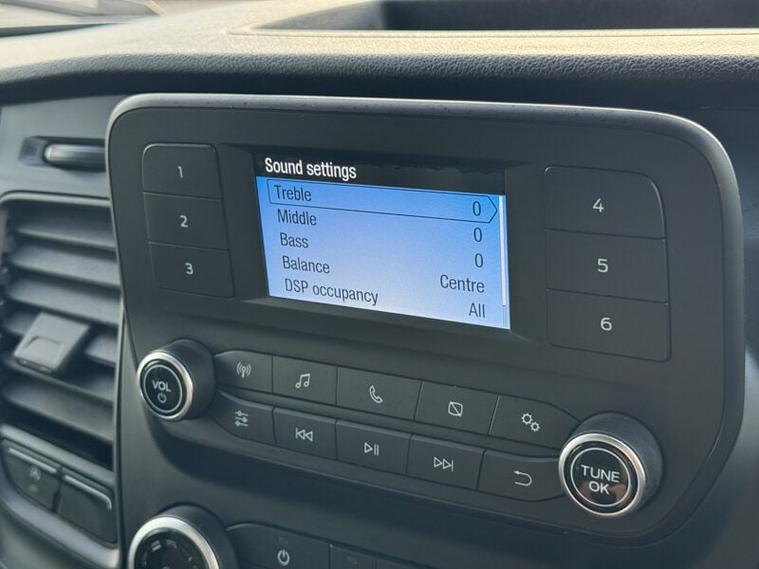 Sound settings
Treble 0
Middle 0
Bass 0
Balance Centre
DSP occupancy All
1
2
3
4
5
6
VOL
TUNE
OK